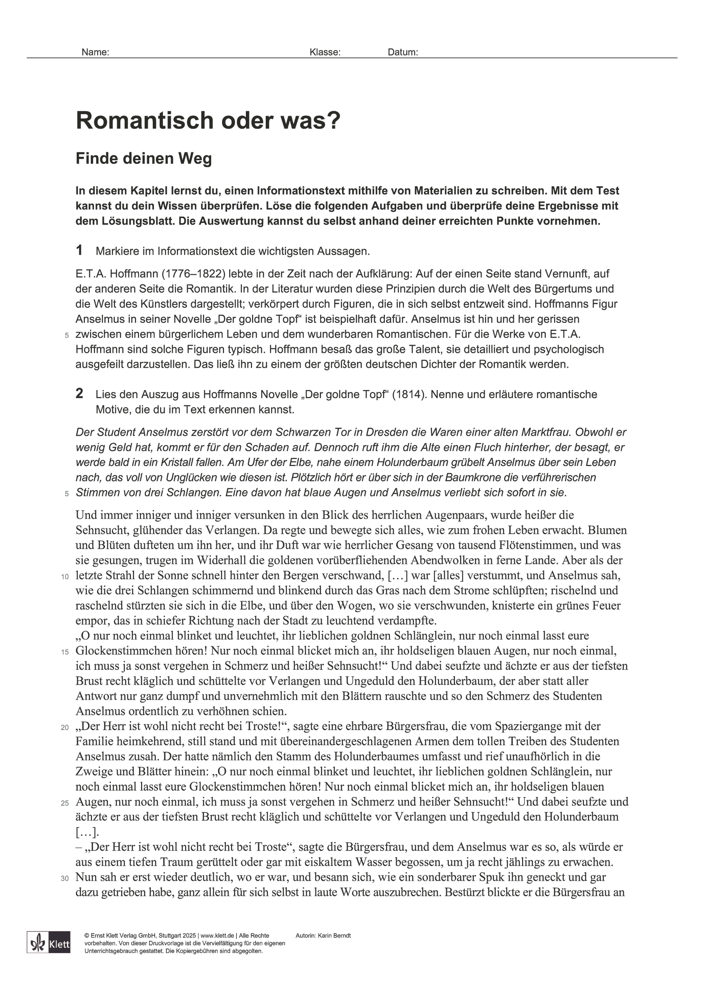 Name: Klasse: Datum:
Romantisch oder was?
Finde deinen Weg
In diesem Kapitel lernst du, einen Informationstext mithilfe von Materialien zu schreiben. Mit dem Test
kannst du dein Wissen überprüfen. Löse die folgenden Aufgaben und überprüfe deine Ergebnisse mit
dem Lösungsblatt. Die Auswertung kannst du selbst anhand deiner erreichten Punkte vornehmen.
1 Markiere im Informationstext die wichtigsten Aussagen.
E.T.A. Hoffmann (1776–1822) lebte in der Zeit nach der Aufklärung: Auf der einen Seite stand Vernunft, auf
der anderen Seite die Romantik. In der Literatur wurden diese Prinzipien durch die Welt des Bürgertums und
die Welt des Künstlers dargestellt; verkörpert durch Figuren, die in sich selbst entzweit sind. Hoffmanns Figur
Anselmus in seiner Novelle „Der goldne Topf“ ist beispielhaft dafür. Anselmus ist hin und her gerissen
5 zwischen einem bürgerlichem Leben und dem wunderbaren Romantischen. Für die Werke von E.T.A.
Hoffmann sind solche Figuren typisch. Hoffmann besaß das große Talent, sie detailliert und psychologisch
ausgefeilt darzustellen. Das ließ ihn zu einem der größten deutschen Dichter der Romantik werden.
2 Lies den Auszug aus Hoffmanns Novelle „Der goldne Topf“ (1814). Nenne und erläutere romantische
Motive, die du im Text erkennen kannst.
Der Student Anselmus zerstört vor dem Schwarzen Tor in Dresden die Waren einer alten Marktfrau. Obwohl er
wenig Geld hat, kommt er für den Schaden auf. Dennoch ruft ihm die Alte einen Fluch hinterher, der besagt, er
werde bald in ein Kristall fallen. Am Ufer der Elbe, nahe einem Holunderbaum grübelt Anselmus über sein Leben
nach, das voll von Unglücken wie diesen ist. Plötzlich hört er über sich in der Baumkrone die verführerischen
5 Stimmen von drei Schlangen. Eine davon hat blaue Augen und Anselmus verliebt sich sofort in sie.
Und immer inniger und inniger versunken in den Blick des herrlichen Augenpaars, wurde heißer die
Sehnsucht, glühender das Verlangen. Da regte und bewegte sich alles, wie zum frohen Leben erwacht. Blumen
und Blüten dufteten um ihn her, und ihr Duft war wie herrlicher Gesang von tausend Flötenstimmen, und was
sie gesungen, trugen im Widerhall die goldenen vorüberfliehenden Abendwolken in ferne Lande. Aber als der
10 letzte Strahl der Sonne schnell hinter den Bergen verschwand, […] war [alles] verstummt, und Anselmus sah,
wie die drei Schlangen schimmernd und blinkend durch das Gras nach dem Strome schlüpften; rischelnd und
raschelnd stürzten sie sich in die Elbe, und über den Wogen, wo sie verschwunden, knisterte ein grünes Feuer
empor, das in schiefer Richtung nach der Stadt zu leuchtend verdampfte.
„O nur noch einmal blinket und leuchtet, ihr lieblichen goldnen Schlänglein, nur noch einmal lasst eure
15 Glockenstimmchen hören! Nur noch einmal blicket mich an, ihr holdseligen blauen Augen, nur noch einmal,
ich muss ja sonst vergehen in Schmerz und heißer Sehnsucht!“ Und dabei seufzte und ächzte er aus der tiefsten
Brust recht kläglich und schüttelte vor Verlangen und Ungeduld den Holunderbaum, der aber statt aller
Antwort nur ganz dumpf und unvernehmlich mit den Blättern rauschte und so den Schmerz des Studenten
Anselmus ordentlich zu verhöhnen schien.
20 „Der Herr ist wohl nicht recht bei Troste!“, sagte eine ehrbare Bürgersfrau, die vom Spaziergange mit der
Familie heimkehrend, still stand und mit übereinandergeschlagenen Armen dem tollen Treiben des Studenten
Anselmus zusah. Der hatte nämlich den Stamm des Holunderbaumes umfasst und rief unaufhörlich in die
Zweige und Blätter hinein: „O nur noch einmal blinket und leuchtet, ihr lieblichen goldnen Schlänglein, nur
noch einmal lasst eure Glockenstimmchen hören! Nur noch einmal blicket mich an, ihr holdseligen blauen
25 Augen, nur noch einmal, ich muss ja sonst vergehen in Schmerz und heißer Sehnsucht!“ Und dabei seufzte und
ächzte er aus der tiefsten Brust recht kläglich und schüttelte vor Verlangen und Ungeduld den Holunderbaum
[…].
– „Der Herr ist wohl nicht recht bei Troste“, sagte die Bürgersfrau, und dem Anselmus war es so, als würde er
aus einem tiefen Traum gerüttelt oder gar mit eiskaltem Wasser begossen, um ja recht jählings zu erwachen.
30 Nun sah er erst wieder deutlich, wo er war, und besann sich, wie ein sonderbarer Spuk ihn geneckt und gar
dazu getrieben habe, ganz allein für sich selbst in laute Worte auszubrechen. Bestürzt blickte er die Bürgersfrau an
Klett
© Ernst Klett Verlag GmbH, Stuttgart 2025 | www.klett.de | Alle Rechte
vorbehalten. Von dieser Druckvorlage ist die Vervielfältigung für den eigenen
Unterrichtsgebrauch gestattet. Die Kopiergebühren sind abgegolten.
Autorin: Karin Berndt